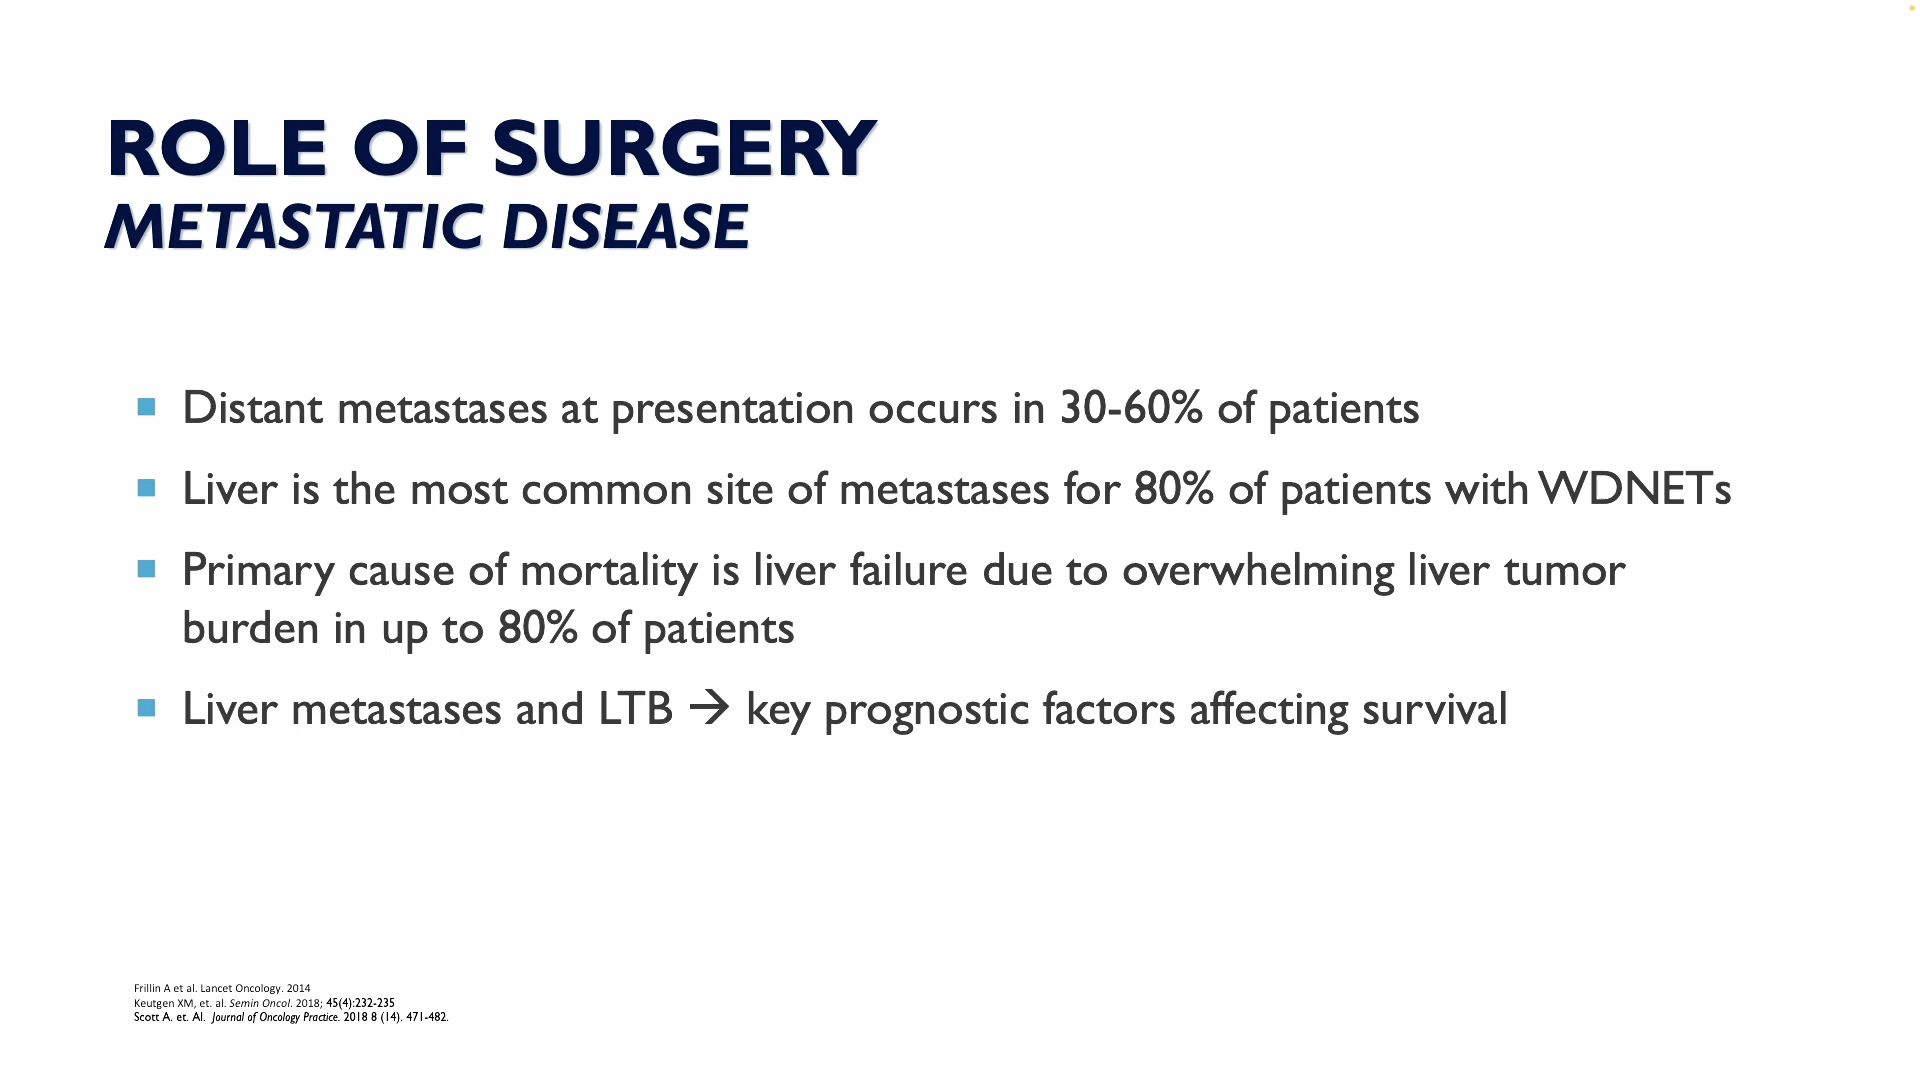 ROLE OF SURGERY
METASTATIC DISEASE
Distant metastases at presentation occurs in 30-60% of patients
Liver is the most common site of metastases for 80% of patients with WDNETs
Primary cause of mortality is liver failure due to overwhelming liver tumor
burden in up to 80% of patients
Liver metastases and LTB → key prognostic factors affecting survival
Frillin A et al. Lancet Oncology. 2014
Keutgen XM, et. al. Semin Oncol. 2018; 45(4):232-235
Scott A. et. Al. Journal of Oncology Practice. 2018 8 (14). 471-482.